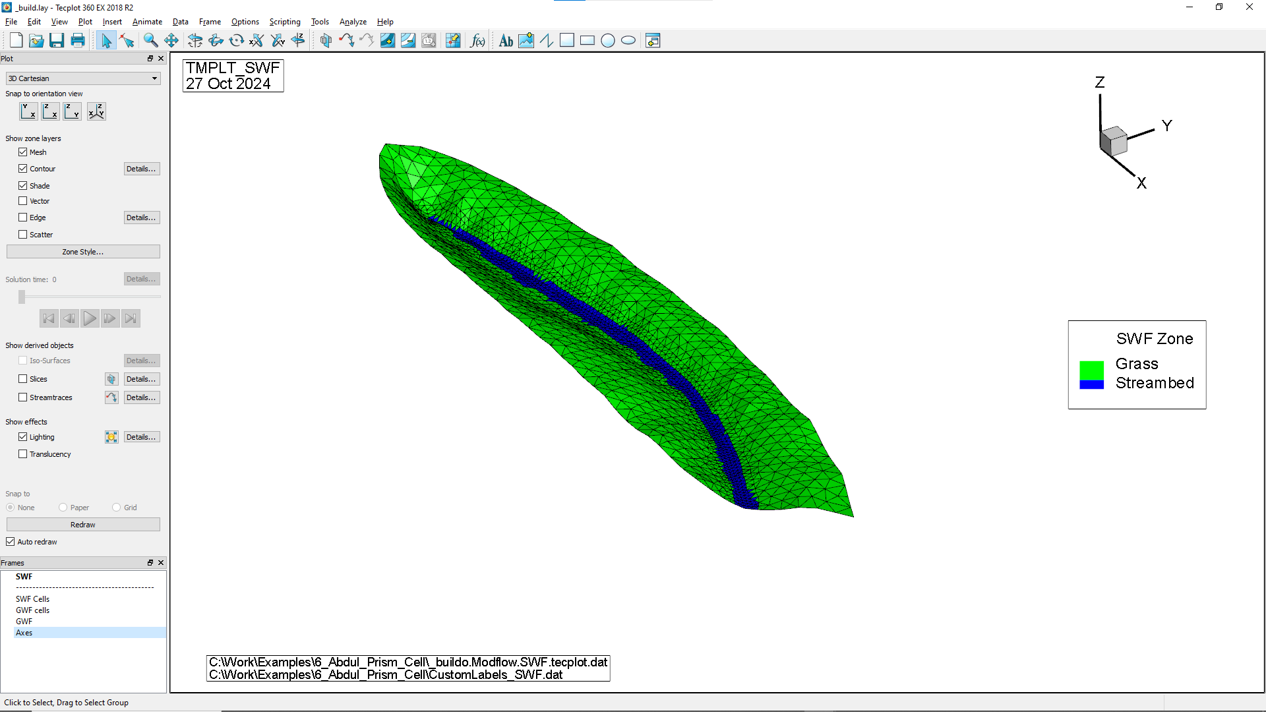 _build.lay - Tecplot 360 EX 2018 R2
File Edit View Plot Insert Animate Data Frame Options Scripting Tools Analyze Help
Plot
3D Cartesian
Snap to orientation view
Show zone layers
Mesh
Contour Details...
Shade
Vector
Edge Details...
Scatter
Zone Style...
Solution time: 0 Details...
Show derived objects
Iso-Surfaces Details...
Slices Details...
Streamtraces Details...
Show effects
Lighting Details...
Translucency
Snap to
None Paper Grid
Redraw
Auto redraw
Frames
SWF
SWF Cells
GWF cells
GWF
Axes
TMPLT_SWF
27 Oct 2024
Z
Y
X
SWF Zone
Grass
Streambed
C:\Work\Examples\6_Abdul_Prism_Cell\_buildo.Modflow.SWF.tecplot.dat
C:\Work\Examples\6_Abdul_Prism_Cell\CustomLabels_SWF.dat
Click to Select, Drag to Select Group